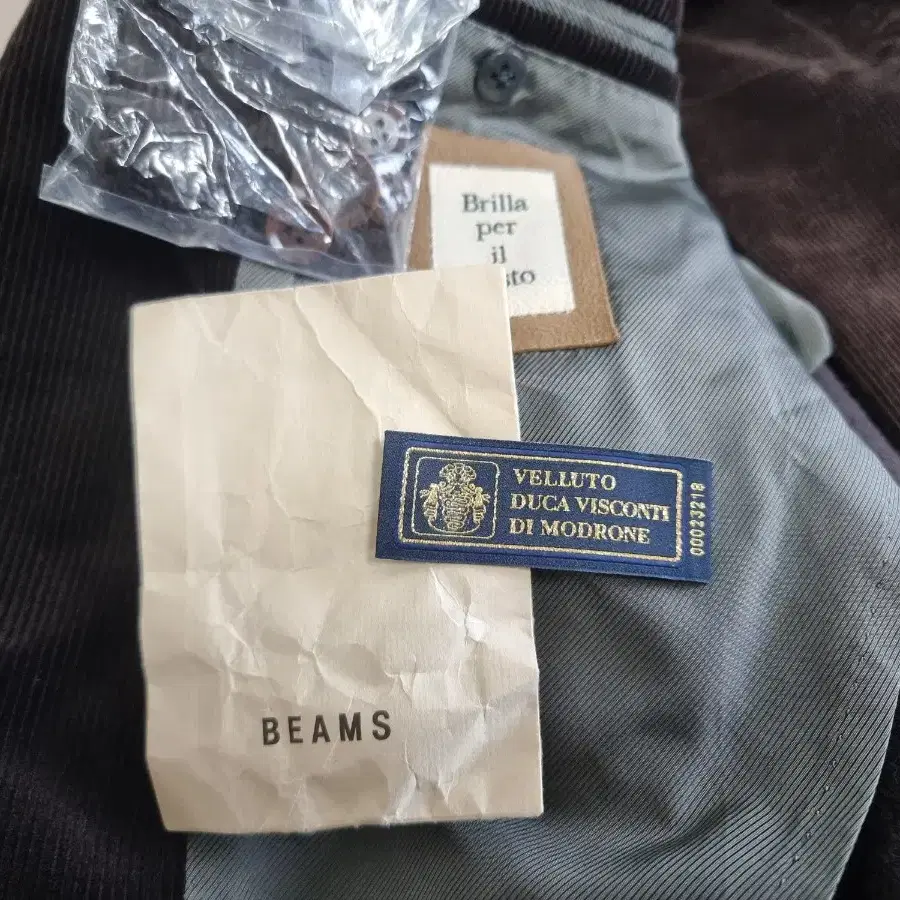 Brilla
per
il
VELLUTO
DUCA VISCONTI
DI MODRONE
00023218
BEAMS